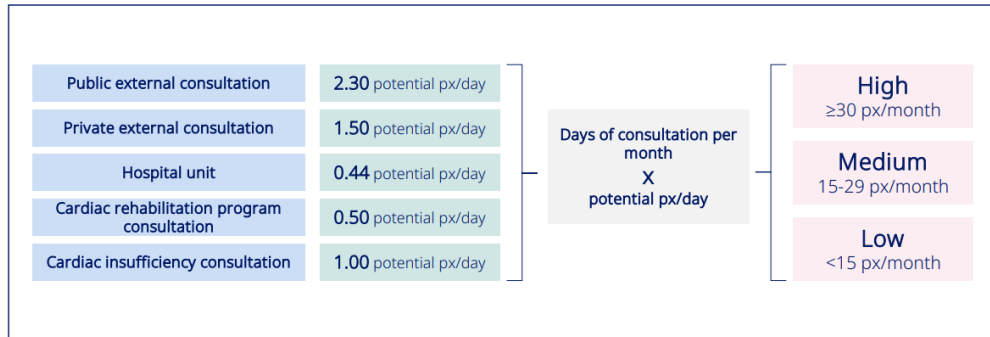 Public external consultation
2.30 potential px/day
Private external consultation
1.50 potential px/day
Hospital unit
0.44 potential px/day
Cardiac rehabilitation program
consultation
0.50 potential px/day
Cardiac insufficiency consultation
1.00 potential px/day
Days of consultation per
month
X
potential px/day
High
≥30 px/month
Medium
15-29 px/month
Low
<15 px/month